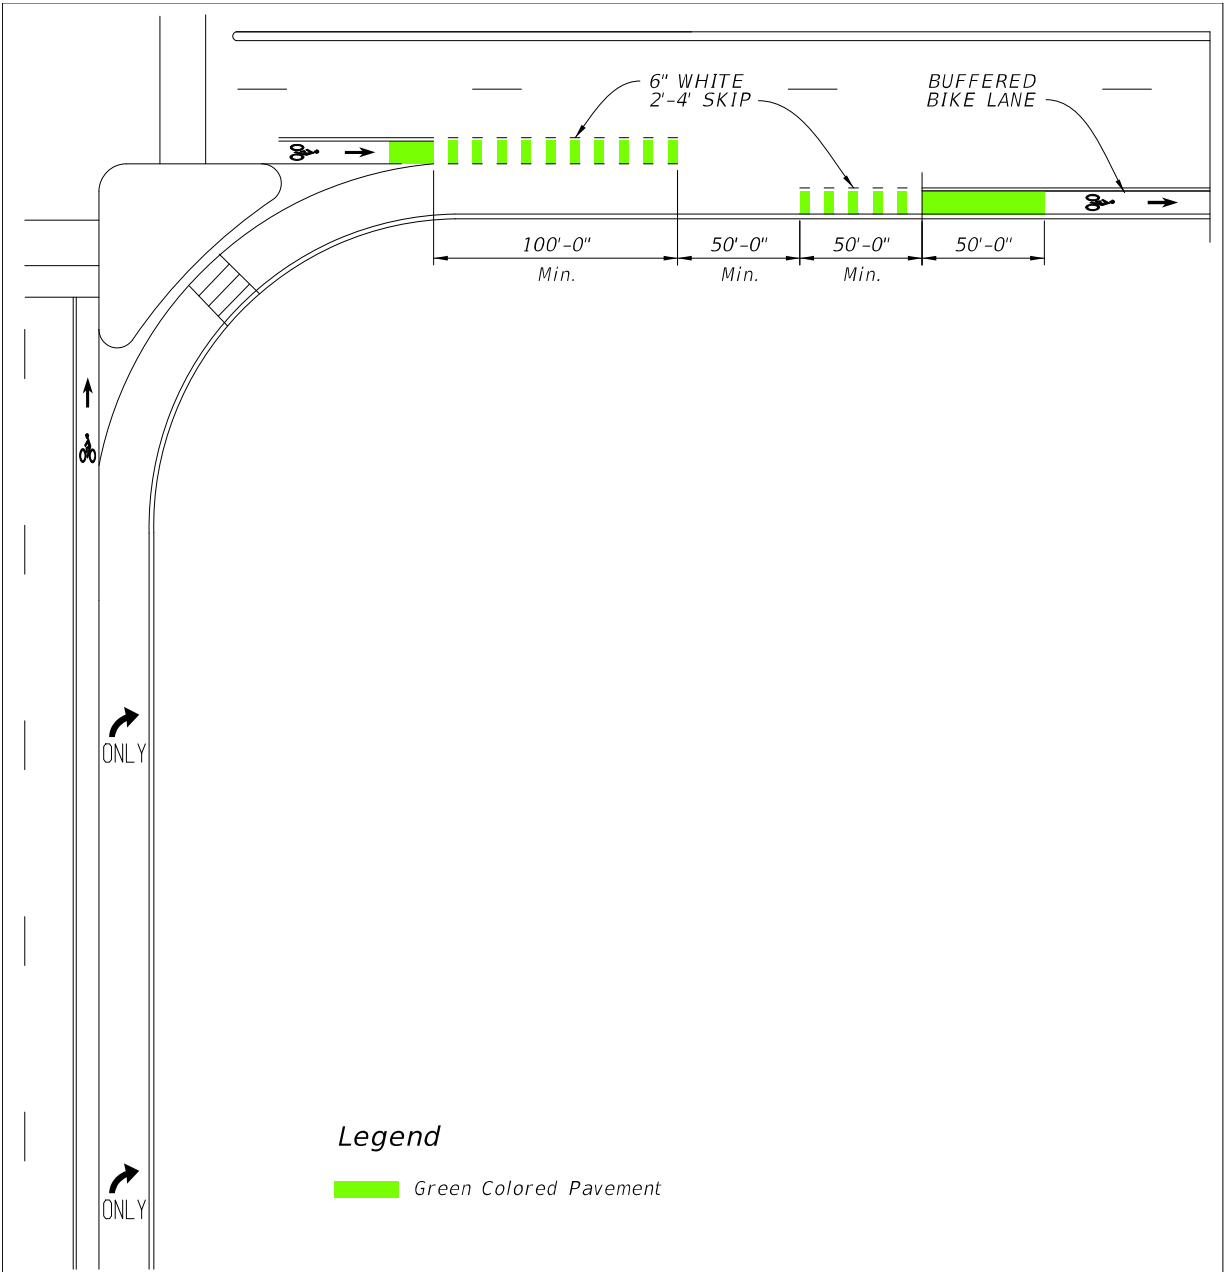 6" WHITE
2'-4' SKIP
BUFFERED
BIKE LANE
100'-0"
50'-0"
50'-0"
50'-0"
Min.
Min.
Min.
ONLY
ONLY
Legend
Green Colored Pavement